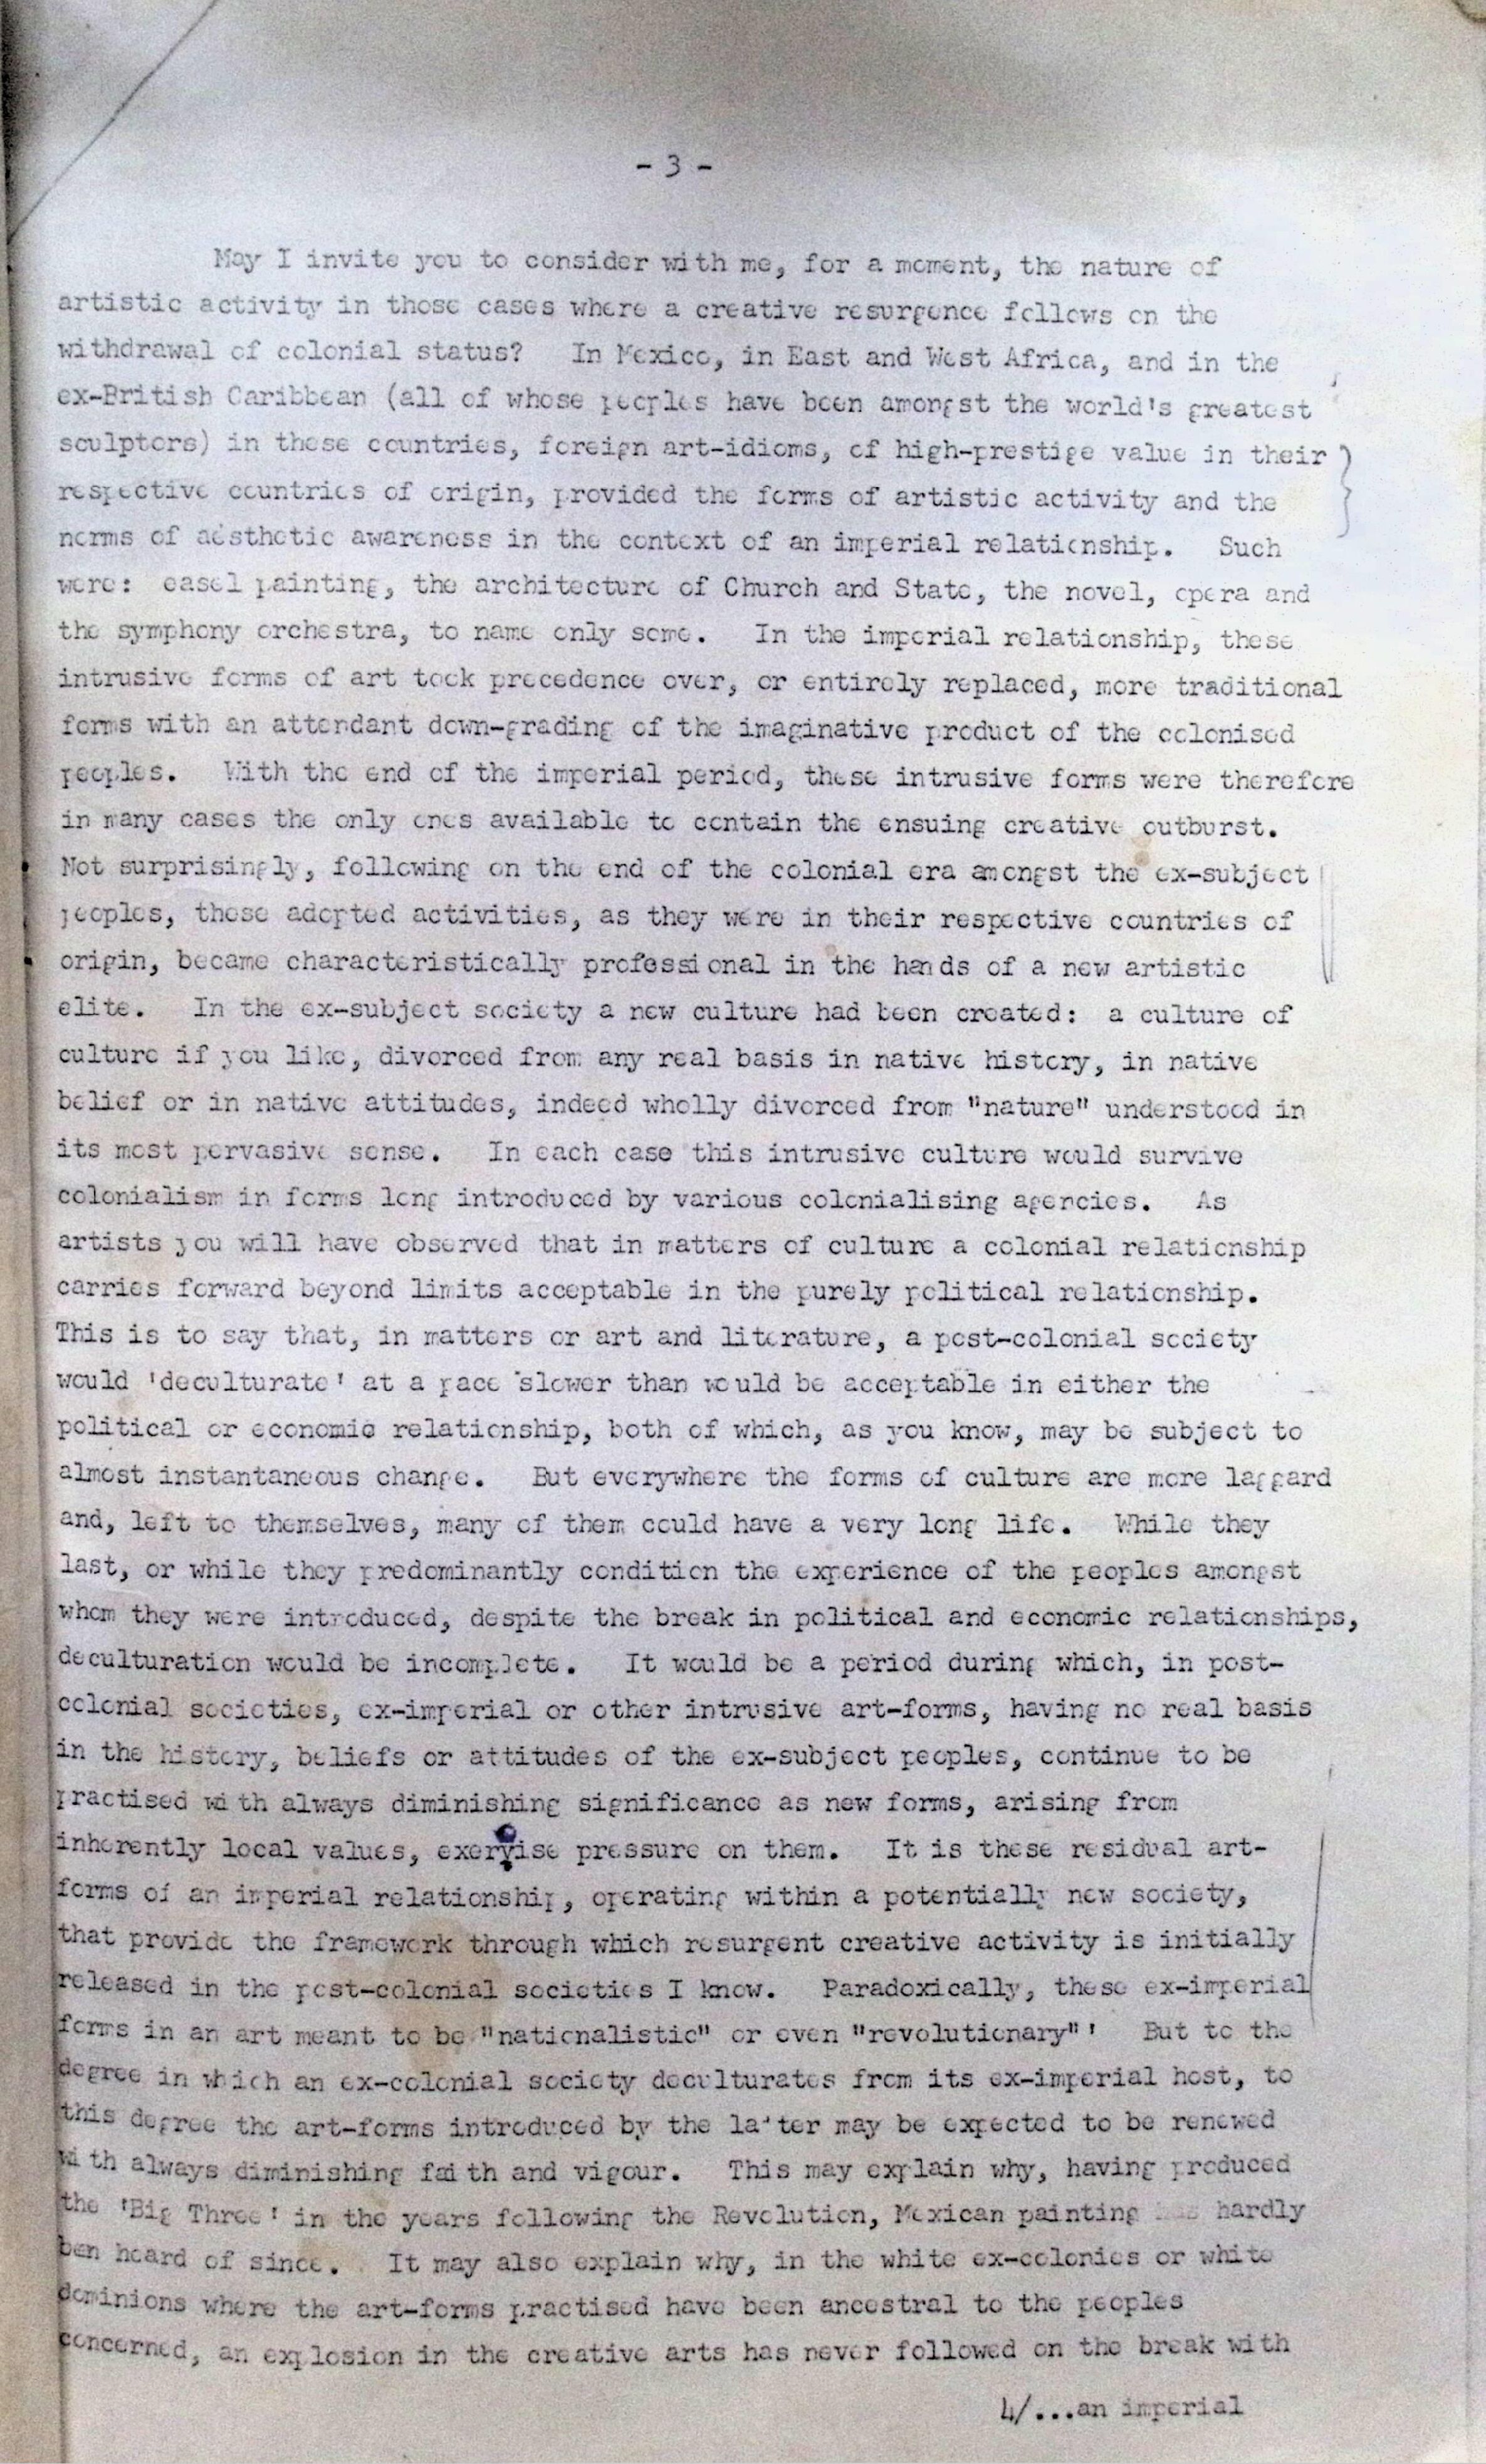 - 3 -
May I invite you to consider with me, for a moment, the nature of
artistic activity in those cases where a creative resurgence follows on the
withdrawal of colonial status? In Mexico, in East and West Africa, and in the
ex-British Caribbean (all of whose peoples have been amongst the world's greatest
sculptors) in these countries, foreign art-idioms, of high-prestige value in their
respective countries of origin, provided the forms of artistic activity and the
norms of aesthetic awareness in the context of an imperial relationship. Such
were: easel painting, the architecture of Church and State, the novel, opera and
the symphony orchestra, to name only some. In the imperial relationship, these
intrusive forms of art took precedence over, or entirely replaced, more traditional
forms with an attendant down-grading of the imaginative product of the colonised
peoples. With the end of the imperial period, these intrusive forms were therefore
in many cases the only ones available to contain the ensuing creative outburst.
Not surprisingly, following on the end of the colonial era amongst the ex-subject
peoples, these adopted activities, as they were in their respective countries of
origin, became characteristically professional in the hands of a new artistic
elite. In the ex-subject society a new culture had been created: a culture of
culture if you like, divorced from any real basis in native history, in native
belief or in native attitudes, indeed wholly divorced from "nature" understood in
its most pervasive sense. In each case this intrusive culture would survive
colonialism in forms long introduced by various colonialising agencies. As
artists you will have observed that in matters of culture a colonial relationship
carries forward beyond limits acceptable in the purely political relationship.
This is to say that, in matters or art and literature, a post-colonial society
would 'deculturate' at a pace slower than would be acceptable in either the
political or economic relationship, both of which, as you know, may be subject to
almost instantaneous change. But everywhere the forms of culture are more laggard
and, left to themselves, many of them could have a very long life. While they
last, or while they predominantly condition the experience of the peoples amongst
whom they were introduced, despite the break in political and economic relationships,
deculturation would be incomplete. It would be a period during which, in post-
colonial societies, ex-imperial or other intrusive art-forms, having no real basis
in the history, beliefs or attitudes of the ex-subject peoples, continue to be
practised with always diminishing significance as new forms, arising from
inherently local values, exercise pressure on them. It is these residual art-
forms of an imperial relationship, operating within a potentially new society,
that provide the framework through which resurgent creative activity is initially
released in the post-colonial societies I know. Paradoxically, these ex-imperial
forms in an art meant to be "nationalistic" or even "revolutionary"' But to the
degree in which an ex-colonial society deculturates from its ex-imperial host, to
this degree the art-forms introduced by the latter may be expected to be renewed
with always diminishing faith and vigour. This may explain why, having produced
the 'Big Three' in the years following the Revolution, Mexican painting has hardly
ben heard of since. It may also explain why, in the white ex-colonies or white
dominions where the art-forms practised have been ancestral to the peoples
concerned, an explosion in the creative arts has never followed on the break with
4/...an imperial